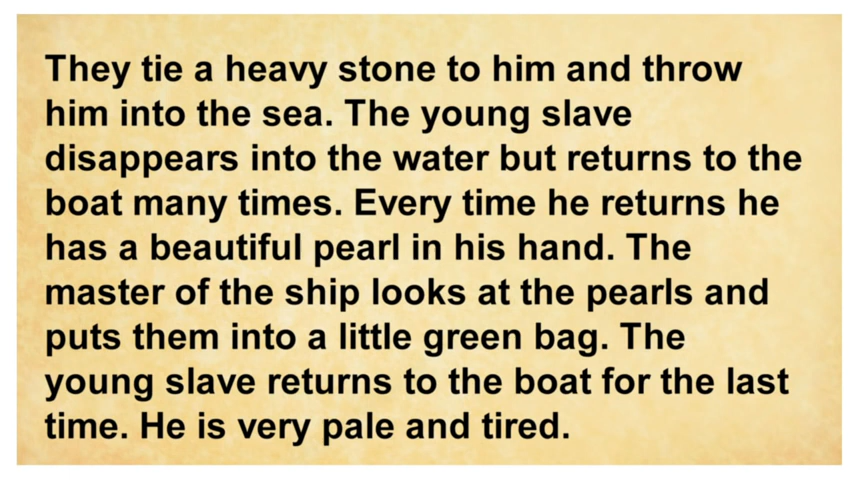 They tie a heavy stone to him and throw
him into the sea. The young slave
disappears into the water but returns to the
boat many times. Every time he returns he
has a beautiful pearl in his hand. The
master of the ship looks at the pearls and
puts them into a little green bag. The
young slave returns to the boat for the last
time. He is very pale and tired.